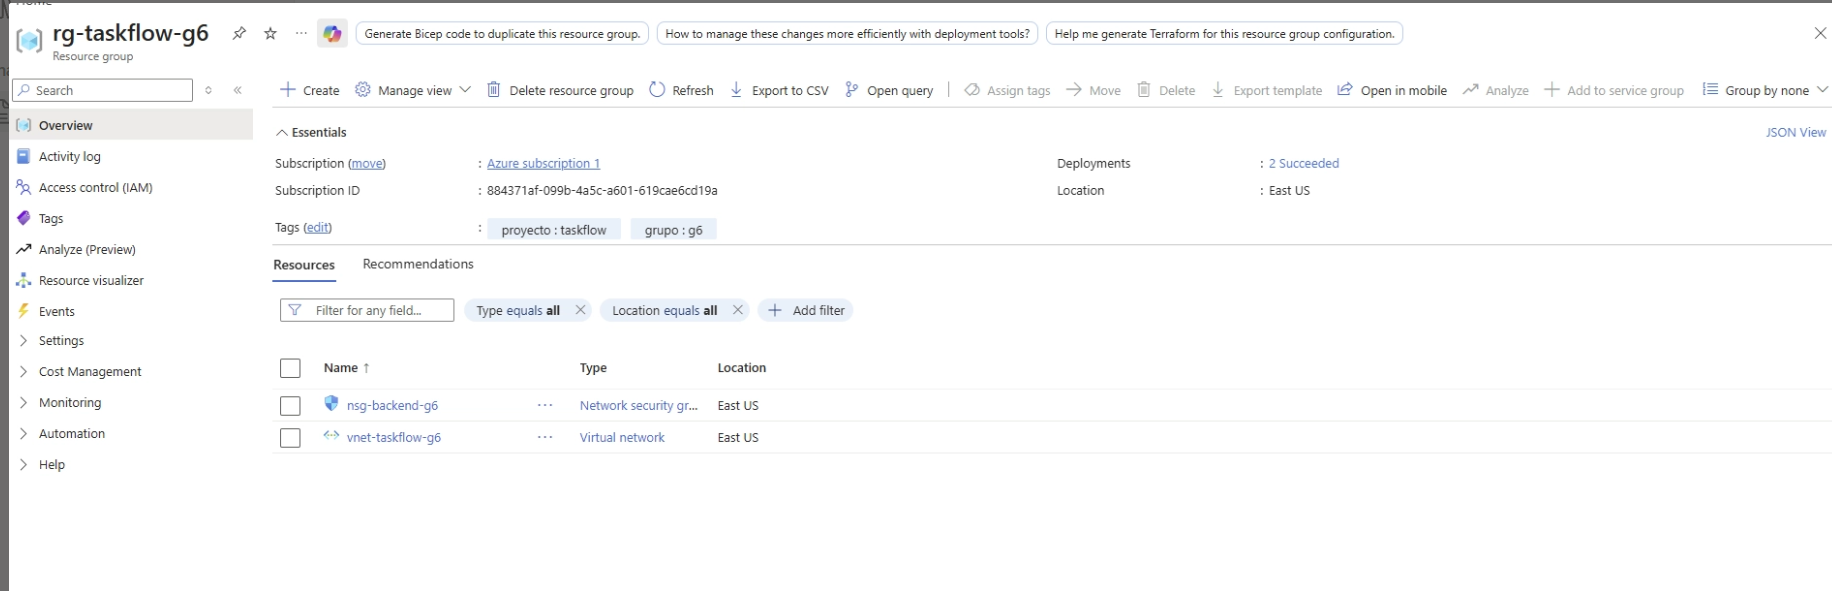 Home
rg-taskflow-g6
Generate Bicep code to duplicate this resource group.
How to manage these changes more efficiently with deployment tools?
Help me generate Terraform for this resource group configuration.
Resource group
Search
Create
Manage view
Delete resource group
Refresh
Export to CSV
Open query
Assign tags
Move
Delete
Export template
Open in mobile
Analyze
Add to service group
Group by none
Overview
Activity log
Access control (IAM)
Tags
Analyze (Preview)
Resource visualizer
Events
Settings
Cost Management
Monitoring
Automation
Help
Essentials
JSON View
Subscription (move) : Azure subscription 1
Subscription ID : 884371af-099b-4a5c-a601-619cae6cd19a
Deployments : 2 Succeeded
Location : East US
Tags (edit) : proyecto : taskflow grupo : g6
Resources Recommendations
Filter for any field...
Type equals all
Location equals all
Add filter
Name ↑ Type Location
nsg-backend-g6 ··· Network security gr... East US
vnet-taskflow-g6 ··· Virtual network East US